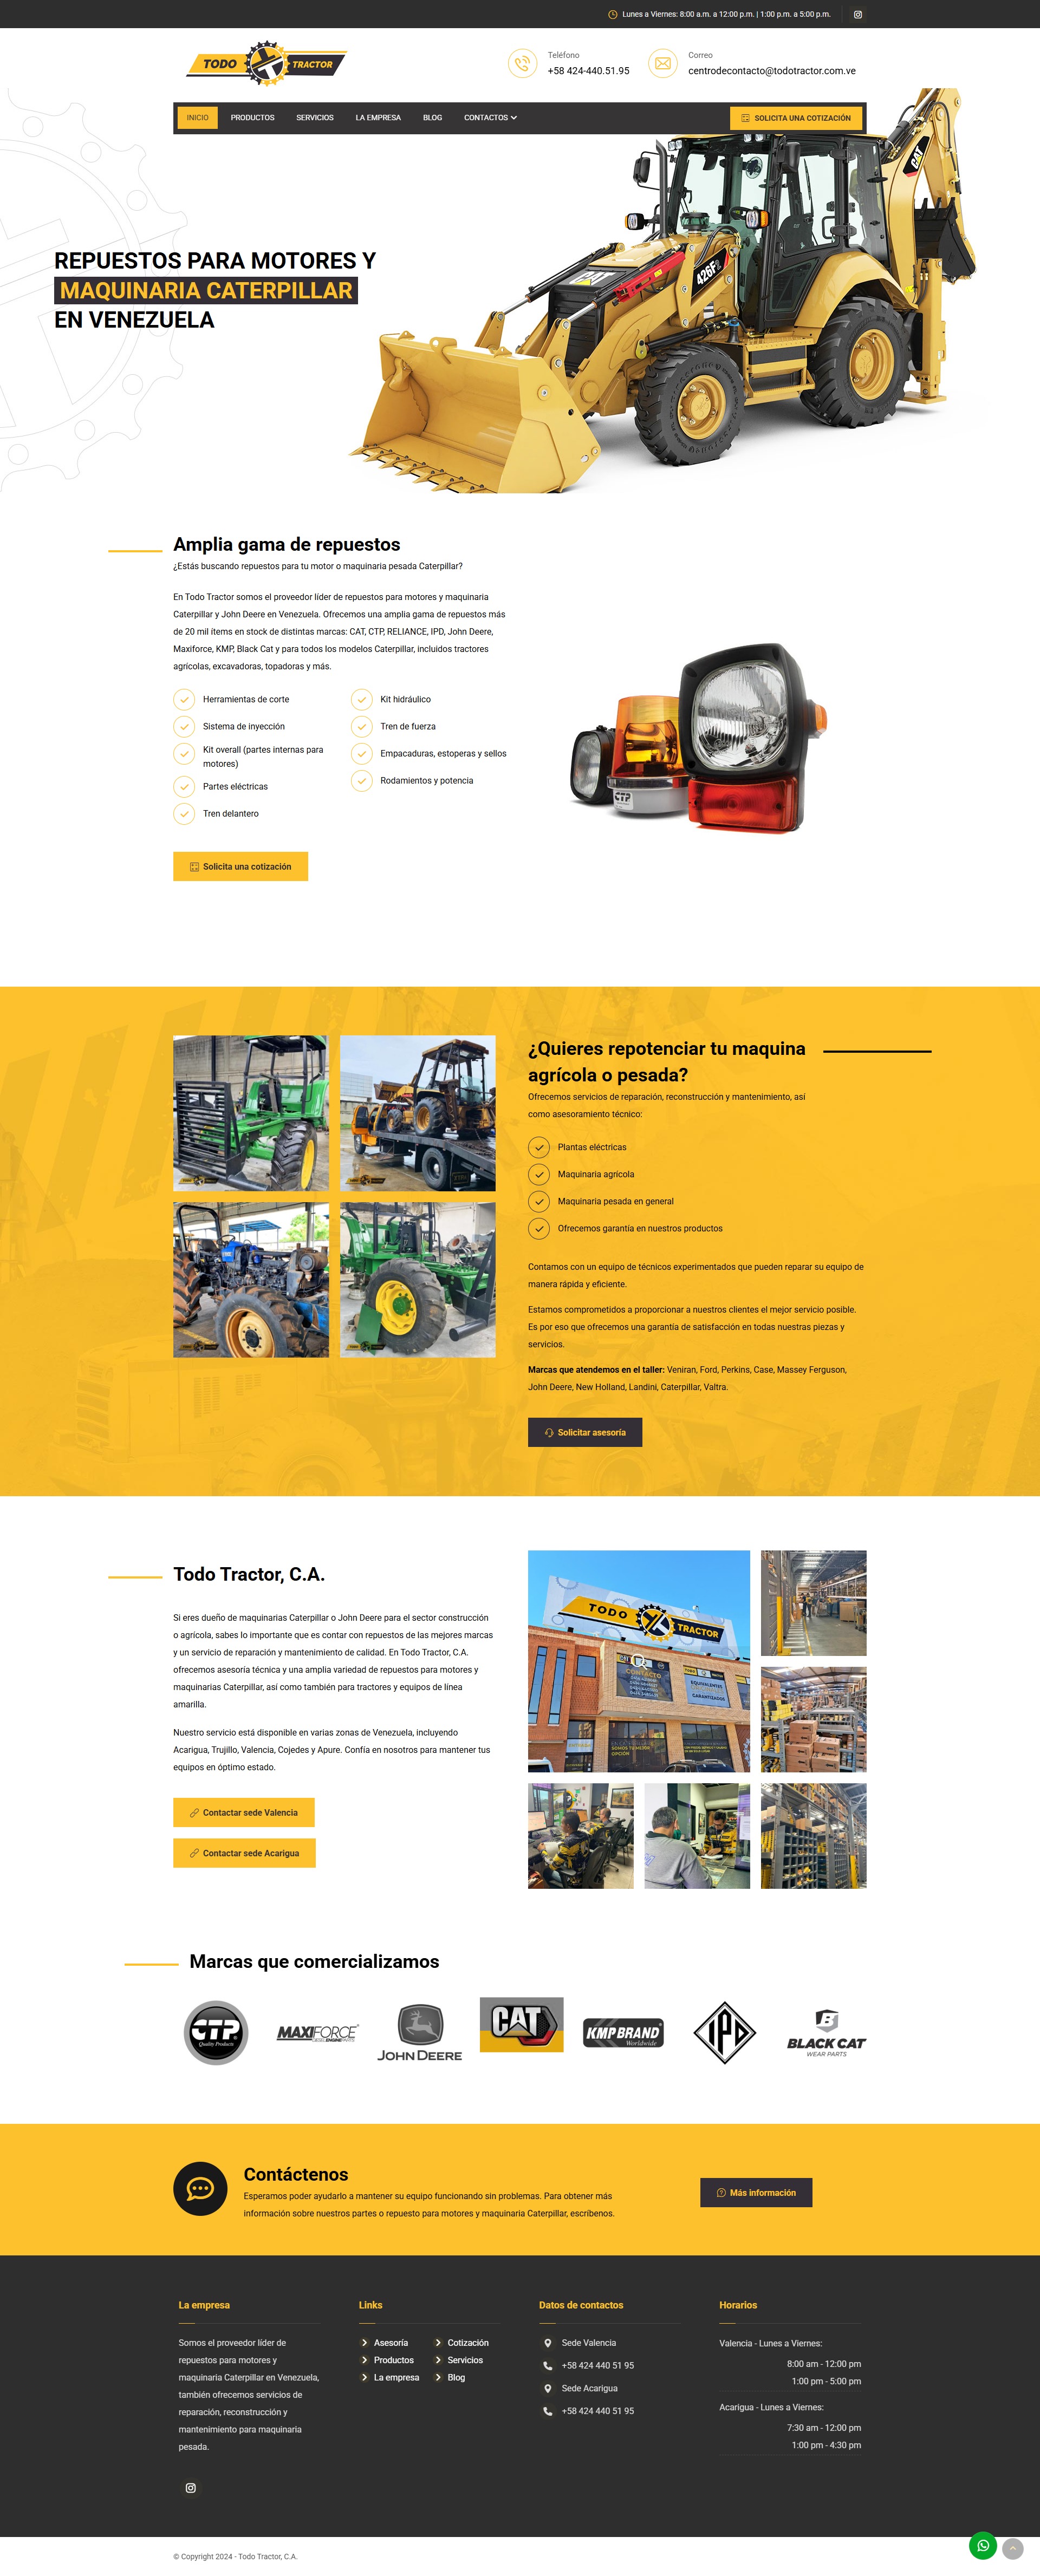 Lunes a Viernes: 8:00 a.m. a 12:00 p.m. | 1:00 p.m. a 5:00 p.m.
TODO TRACTOR
Teléfono
+58 424-440.51.95
Correo
centrodecontacto@todotractor.com.ve
INICIO PRODUCTOS SERVICIOS LA EMPRESA BLOG CONTACTOS
SOLICITA UNA COTIZACIÓN
CAT
426F2
REPUESTOS PARA MOTORES Y
MAQUINARIA CATERPILLAR
EN VENEZUELA
Amplia gama de repuestos
¿Estás buscando repuestos para tu motor o maquinaria pesada Caterpillar?
En Todo Tractor somos el proveedor líder de repuestos para motores y maquinaria
Caterpillar y John Deere en Venezuela. Ofrecemos una amplia gama de repuestos más
de 20 mil ítems en stock de distintas marcas: CAT, CTP, RELIANCE, IPD, John Deere,
Maxiforce, KMP, Black Cat y para todos los modelos Caterpillar, incluidos tractores
agrícolas, excavadoras, topadoras y más.
Herramientas de corte
Sistema de inyección
Kit overall (partes internas para
motores)
Partes eléctricas
Tren delantero
Kit hidráulico
Tren de fuerza
Empacaduras, estoperas y sellos
Rodamientos y potencia
CTP
Solicita una cotización
¿Quieres repotenciar tu maquina
agrícola o pesada?
Ofrecemos servicios de reparación, reconstrucción y mantenimiento, así
como asesoramiento técnico:
Plantas eléctricas
Maquinaria agrícola
Maquinaria pesada en general
Ofrecemos garantía en nuestros productos
Contamos con un equipo de técnicos experimentados que pueden reparar su equipo de
manera rápida y eficiente.
Estamos comprometidos a proporcionar a nuestros clientes el mejor servicio posible.
Es por eso que ofrecemos una garantía de satisfacción en todas nuestras piezas y
servicios.
Marcas que atendemos en el taller: Veniran, Ford, Perkins, Case, Massey Ferguson,
John Deere, New Holland, Landini, Caterpillar, Valtra.
Solicitar asesoría
Todo Tractor, C.A.
Si eres dueño de maquinarias Caterpillar o John Deere para el sector construcción
o agrícola, sabes lo importante que es contar con repuestos de las mejores marcas
y un servicio de reparación y mantenimiento de calidad. En Todo Tractor, C.A.
ofrecemos asesoría técnica y una amplia variedad de repuestos para motores y
maquinarias Caterpillar, así como también para tractores y equipos de línea
amarilla.
Nuestro servicio está disponible en varias zonas de Venezuela, incluyendo
Acarigua, Trujillo, Valencia, Cojedes y Apure. Confía en nosotros para mantener tus
equipos en óptimo estado.
Contactar sede Valencia
Contactar sede Acarigua
TODO TRACTOR
CONTACTO
EQUIVALENTES
GARANTIZADOS
Marcas que comercializamos
CTP
Quality Products
MAXIFORCE
JOHN DEERE
CAT
KMP BRAND
Worldwide
IPD
BLACK CAT
WEAR PARTS
Contáctenos
Esperamos poder ayudarlo a mantener su equipo funcionando sin problemas. Para obtener más
información sobre nuestros partes o repuesto para motores y maquinaria Caterpillar, escríbenos.
Más información
La empresa
Somos el proveedor líder de
repuestos para motores y
maquinaria Caterpillar en Venezuela,
también ofrecemos servicios de
reparación, reconstrucción y
mantenimiento para maquinaria
pesada.
Links
Asesoría
Productos
La empresa
Cotización
Servicios
Blog
Datos de contactos
Sede Valencia
+58 424 440 51 95
Sede Acarigua
+58 424 440 51 95
Horarios
Valencia - Lunes a Viernes:
8:00 am - 12:00 pm
1:00 pm - 5:00 pm
Acarigua - Lunes a Viernes:
7:30 am - 12:00 pm
1:00 pm - 4:30 pm
© Copyright 2024 - Todo Tractor, C.A.